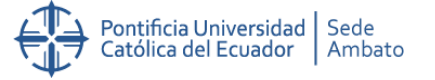 Pontificia Universidad
Católica del Ecuador
Sede
Ambato